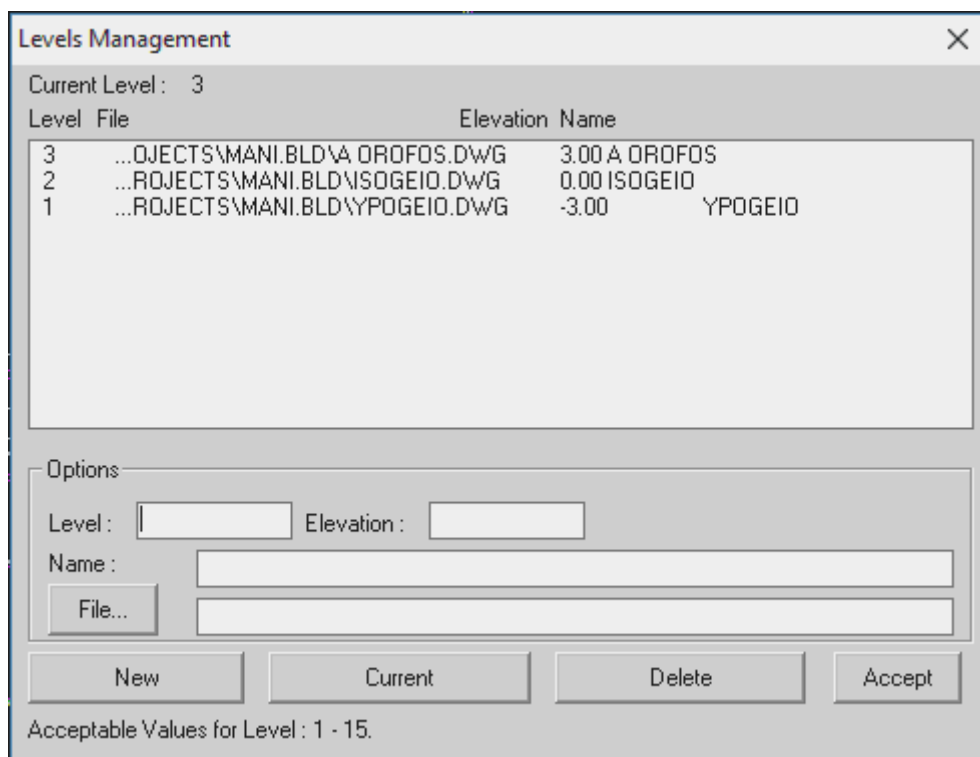 Levels Management
Current Level : 3
Level File Elevation Name
3 ...OJECTS\MANI.BLD\A OROFOS.DWG 3.00 A OROFOS
2 ...ROJECTS\MANI.BLD\ISOGEIO.DWG 0.00 ISOGEIO
1 ...ROJECTS\MANI.BLD\YPOGEIO.DWG -3.00 YPOGEIO
Options
Level : Elevation :
Name :
File...
New Current Delete Accept
Acceptable Values for Level : 1 - 15.